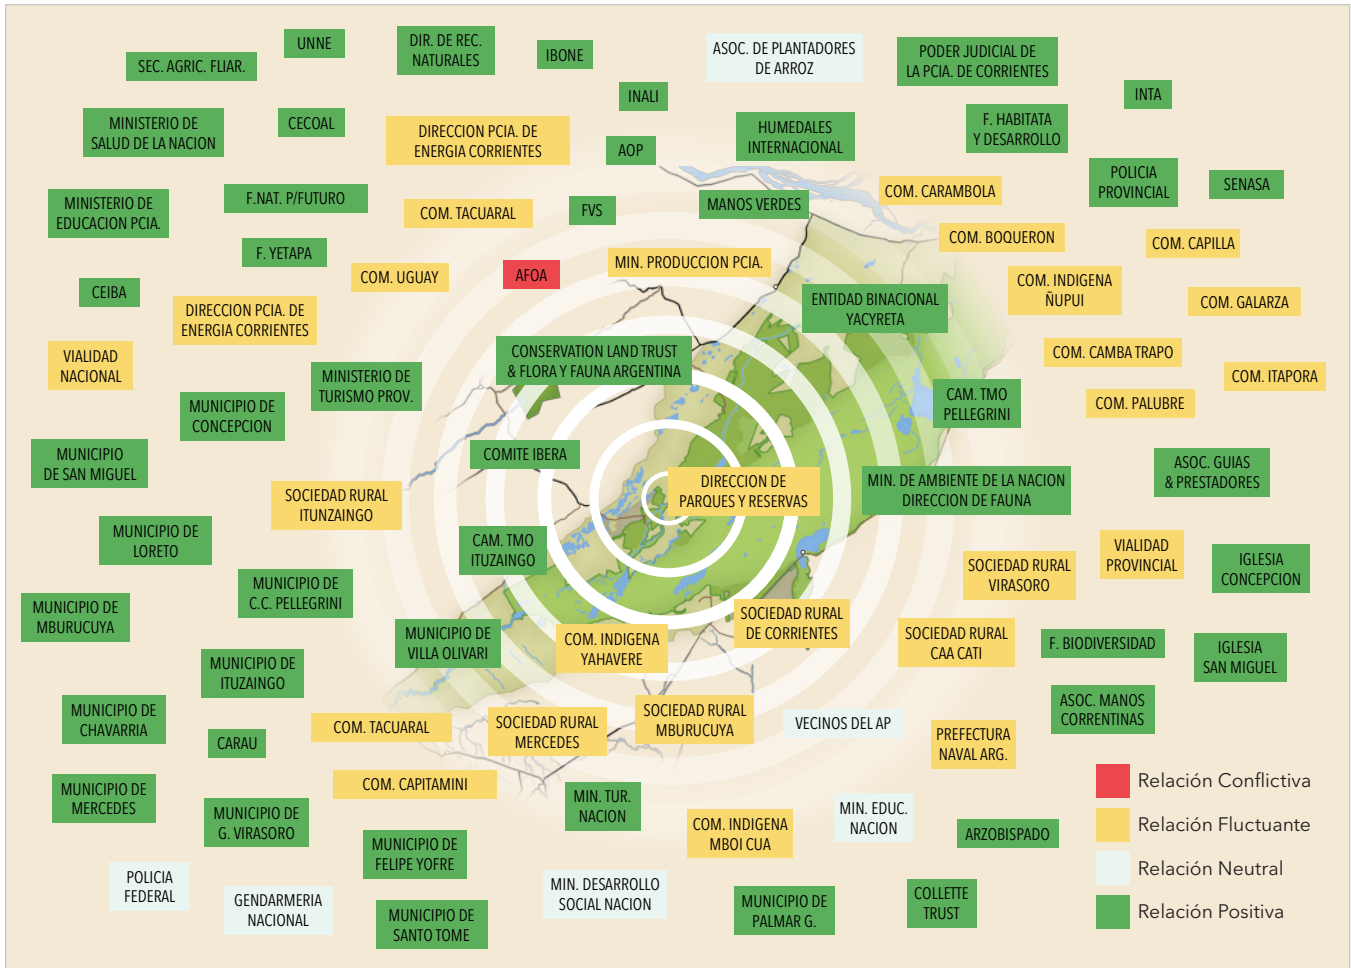 UNNE
DIR. DE REC.
NATURALES
IBONE
ASOC. DE PLANTADORES
DE ARROZ
PODER JUDICIAL DE
LA PCIA. DE CORRIENTES
SEC. AGRIC. FLIAR.
INALI
INTA
MINISTERIO DE
SALUD DE LA NACION
CECOAL
DIRECCION PCIA. DE
ENERGIA CORRIENTES
AOP
HUMEDALES
INTERNACIONAL
F. HABITATA
Y DESARROLLO
POLICIA
PROVINCIAL
SENASA
MINISTERIO DE
EDUCACION PCIA.
F.NAT. P/FUTURO
COM. TACUARAL
FVS
MANOS VERDES
COM. CARAMBOLA
F. YETAPA
COM. BOQUERON
COM. CAPILLA
CEIBA
COM. UGUAY
AFOA
MIN. PRODUCCION PCIA.
COM. INDIGENA
ÑUPUI
COM. GALARZA
DIRECCION PCIA. DE
ENERGIA CORRIENTES
ENTIDAD BINACIONAL
YACYRETA
VIALIDAD
NACIONAL
MINISTERIO DE
TURISMO PROV.
CONSERVATION LAND TRUST
& FLORA Y FAUNA ARGENTINA
COM. CAMBA TRAPO
COM. ITAPORA
MUNICIPIO DE
CONCEPCION
CAM. TMO
PELLEGRINI
COM. PALUBRE
MUNICIPIO
DE SAN MIGUEL
COMITE IBERA
ASOC. GUIAS
& PRESTADORES
SOCIEDAD RURAL
ITUNZAINGO
DIRECCION DE
PARQUES Y RESERVAS
MIN. DE AMBIENTE DE LA NACION
DIRECCION DE FAUNA
MUNICIPIO DE
LORETO
CAM. TMO
ITUZAINGO
VIALIDAD
PROVINCIAL
MUNICIPIO DE
C.C. PELLEGRINI
SOCIEDAD RURAL
VIRASORO
IGLESIA
CONCEPCION
MUNICIPIO DE
MBURUCUYA
MUNICIPIO DE
VILLA OLIVARI
COM. INDIGENA
YAHAVERE
SOCIEDAD RURAL
DE CORRIENTES
SOCIEDAD RURAL
CAA CATI
F. BIODIVERSIDAD
IGLESIA
SAN MIGUEL
MUNICIPIO DE
ITUZAINGO
MUNICIPIO DE
CHAVARRIA
CARAU
COM. TACUARAL
SOCIEDAD RURAL
MERCEDES
SOCIEDAD RURAL
MBURUCUYA
VECINOS DEL AP
PREFECTURA
NAVAL ARG.
ASOC. MANOS
CORRENTINAS
MUNICIPIO DE
MERCEDES
COM. CAPITAMINI
MUNICIPIO DE
G. VIRASORO
MIN. TUR.
NACION
COM. INDIGENA
MBOI CUA
MIN. EDUC.
NACION
ARZOBISPADO
MUNICIPIO DE
FELIPE YOFRE
POLICIA
FEDERAL
GENDARMERIA
NACIONAL
MUNICIPIO DE
SANTO TOME
MIN. DESARROLLO
SOCIAL NACION
MUNICIPIO DE
PALMAR G.
COLLETTE
TRUST
Relación Conflictiva
Relación Fluctuante
Relación Neutral
Relación Positiva